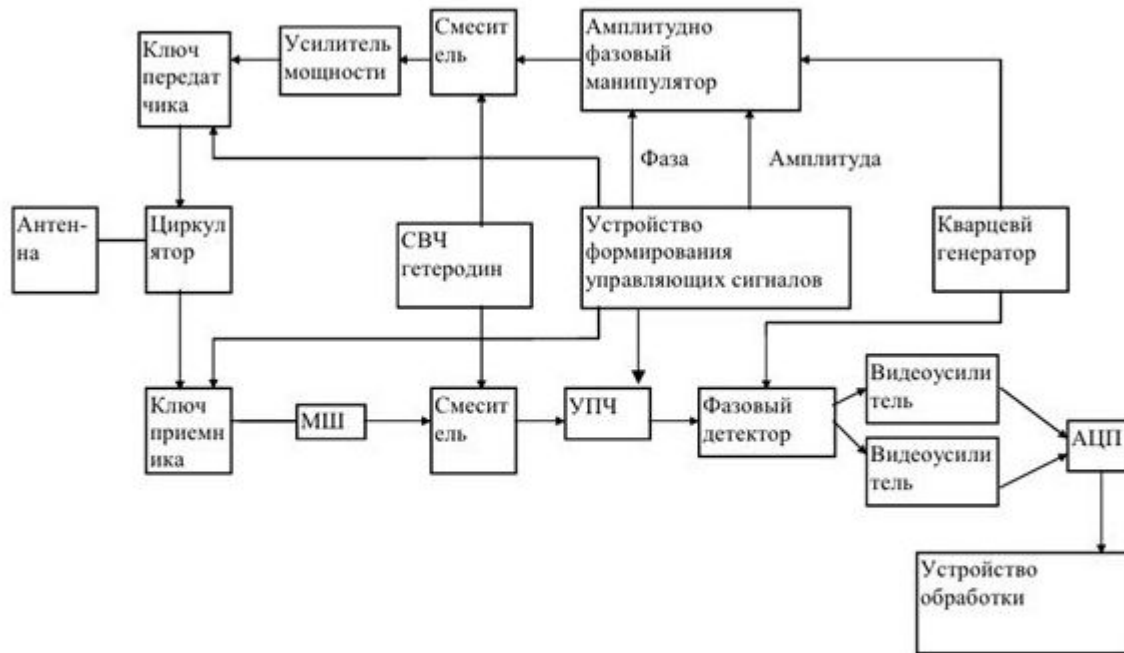 Ключ
передат
чика
Усилитель
мощности
Смесит
ель
Амплитудно
фазовый
манипулятор
Фаза
Амплитуда
Антен-
на
Циркул
ятор
СВЧ
гетеродин
Устройство
формирования
управляющих сигналов
Кварцевй
генератор
Ключ
приемн
ика
МШ
Смесит
ель
УПЧ
Фазовый
детектор
Видеоусили
тель
Видеоусили
тель
АЦП
Устройство
обработки